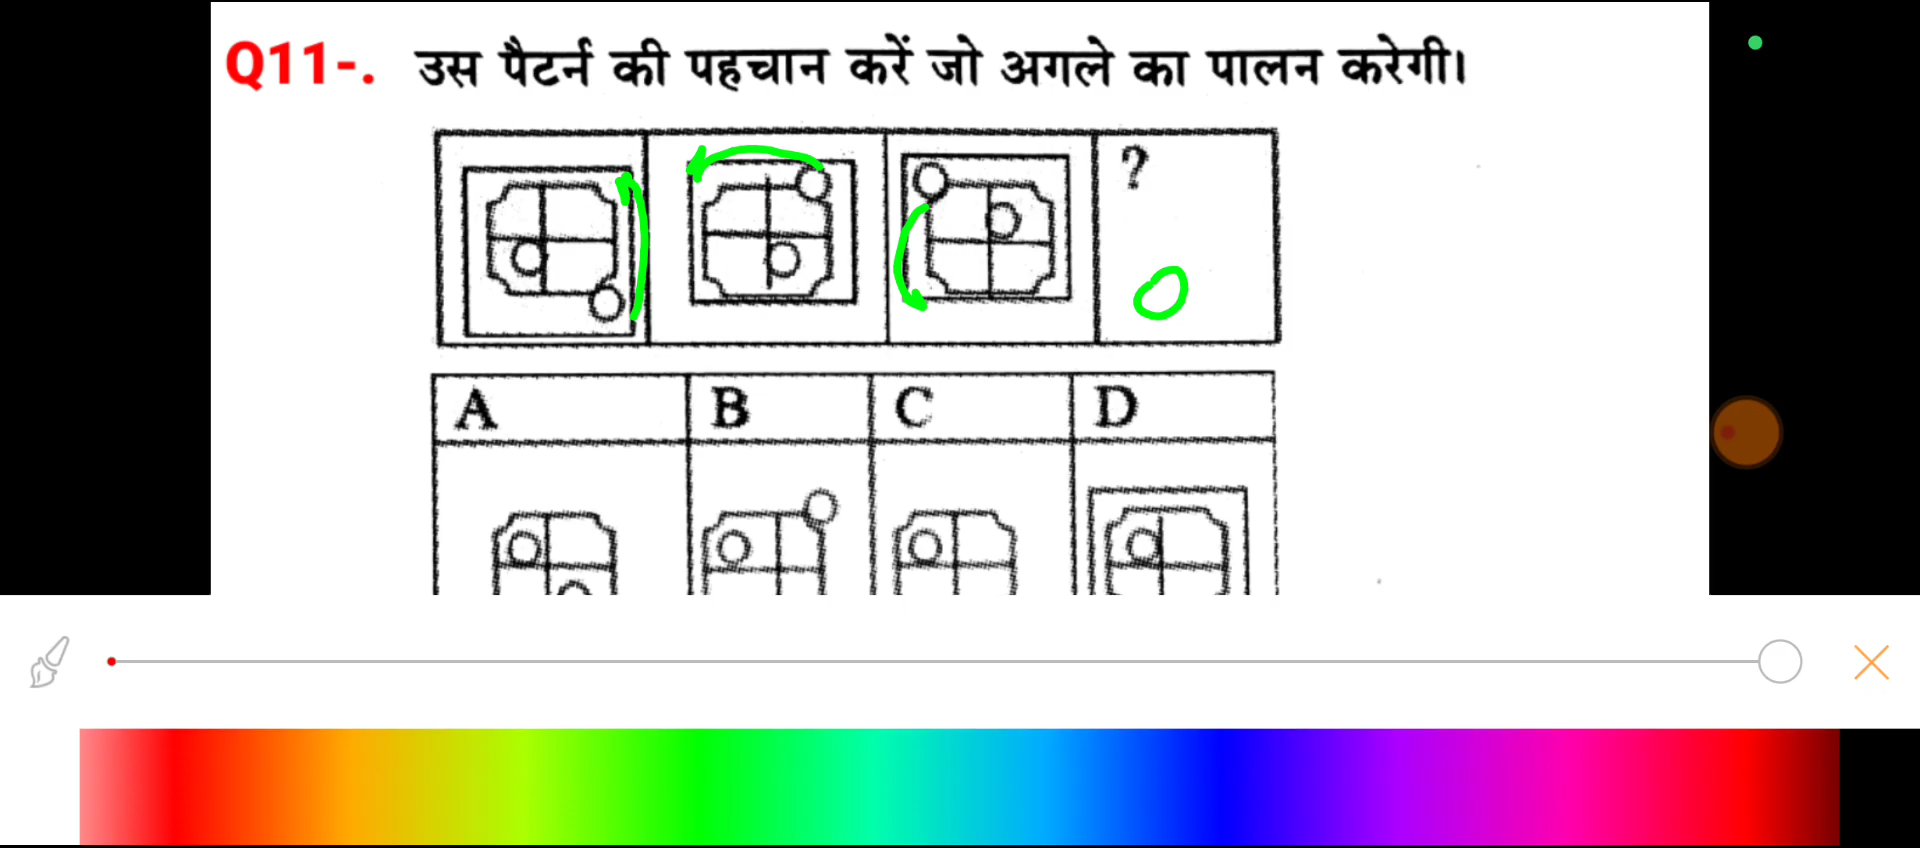 Q11-. उस पैटर्न की पहचान करें जो अगले का पालन करेगी।
?
A B C D